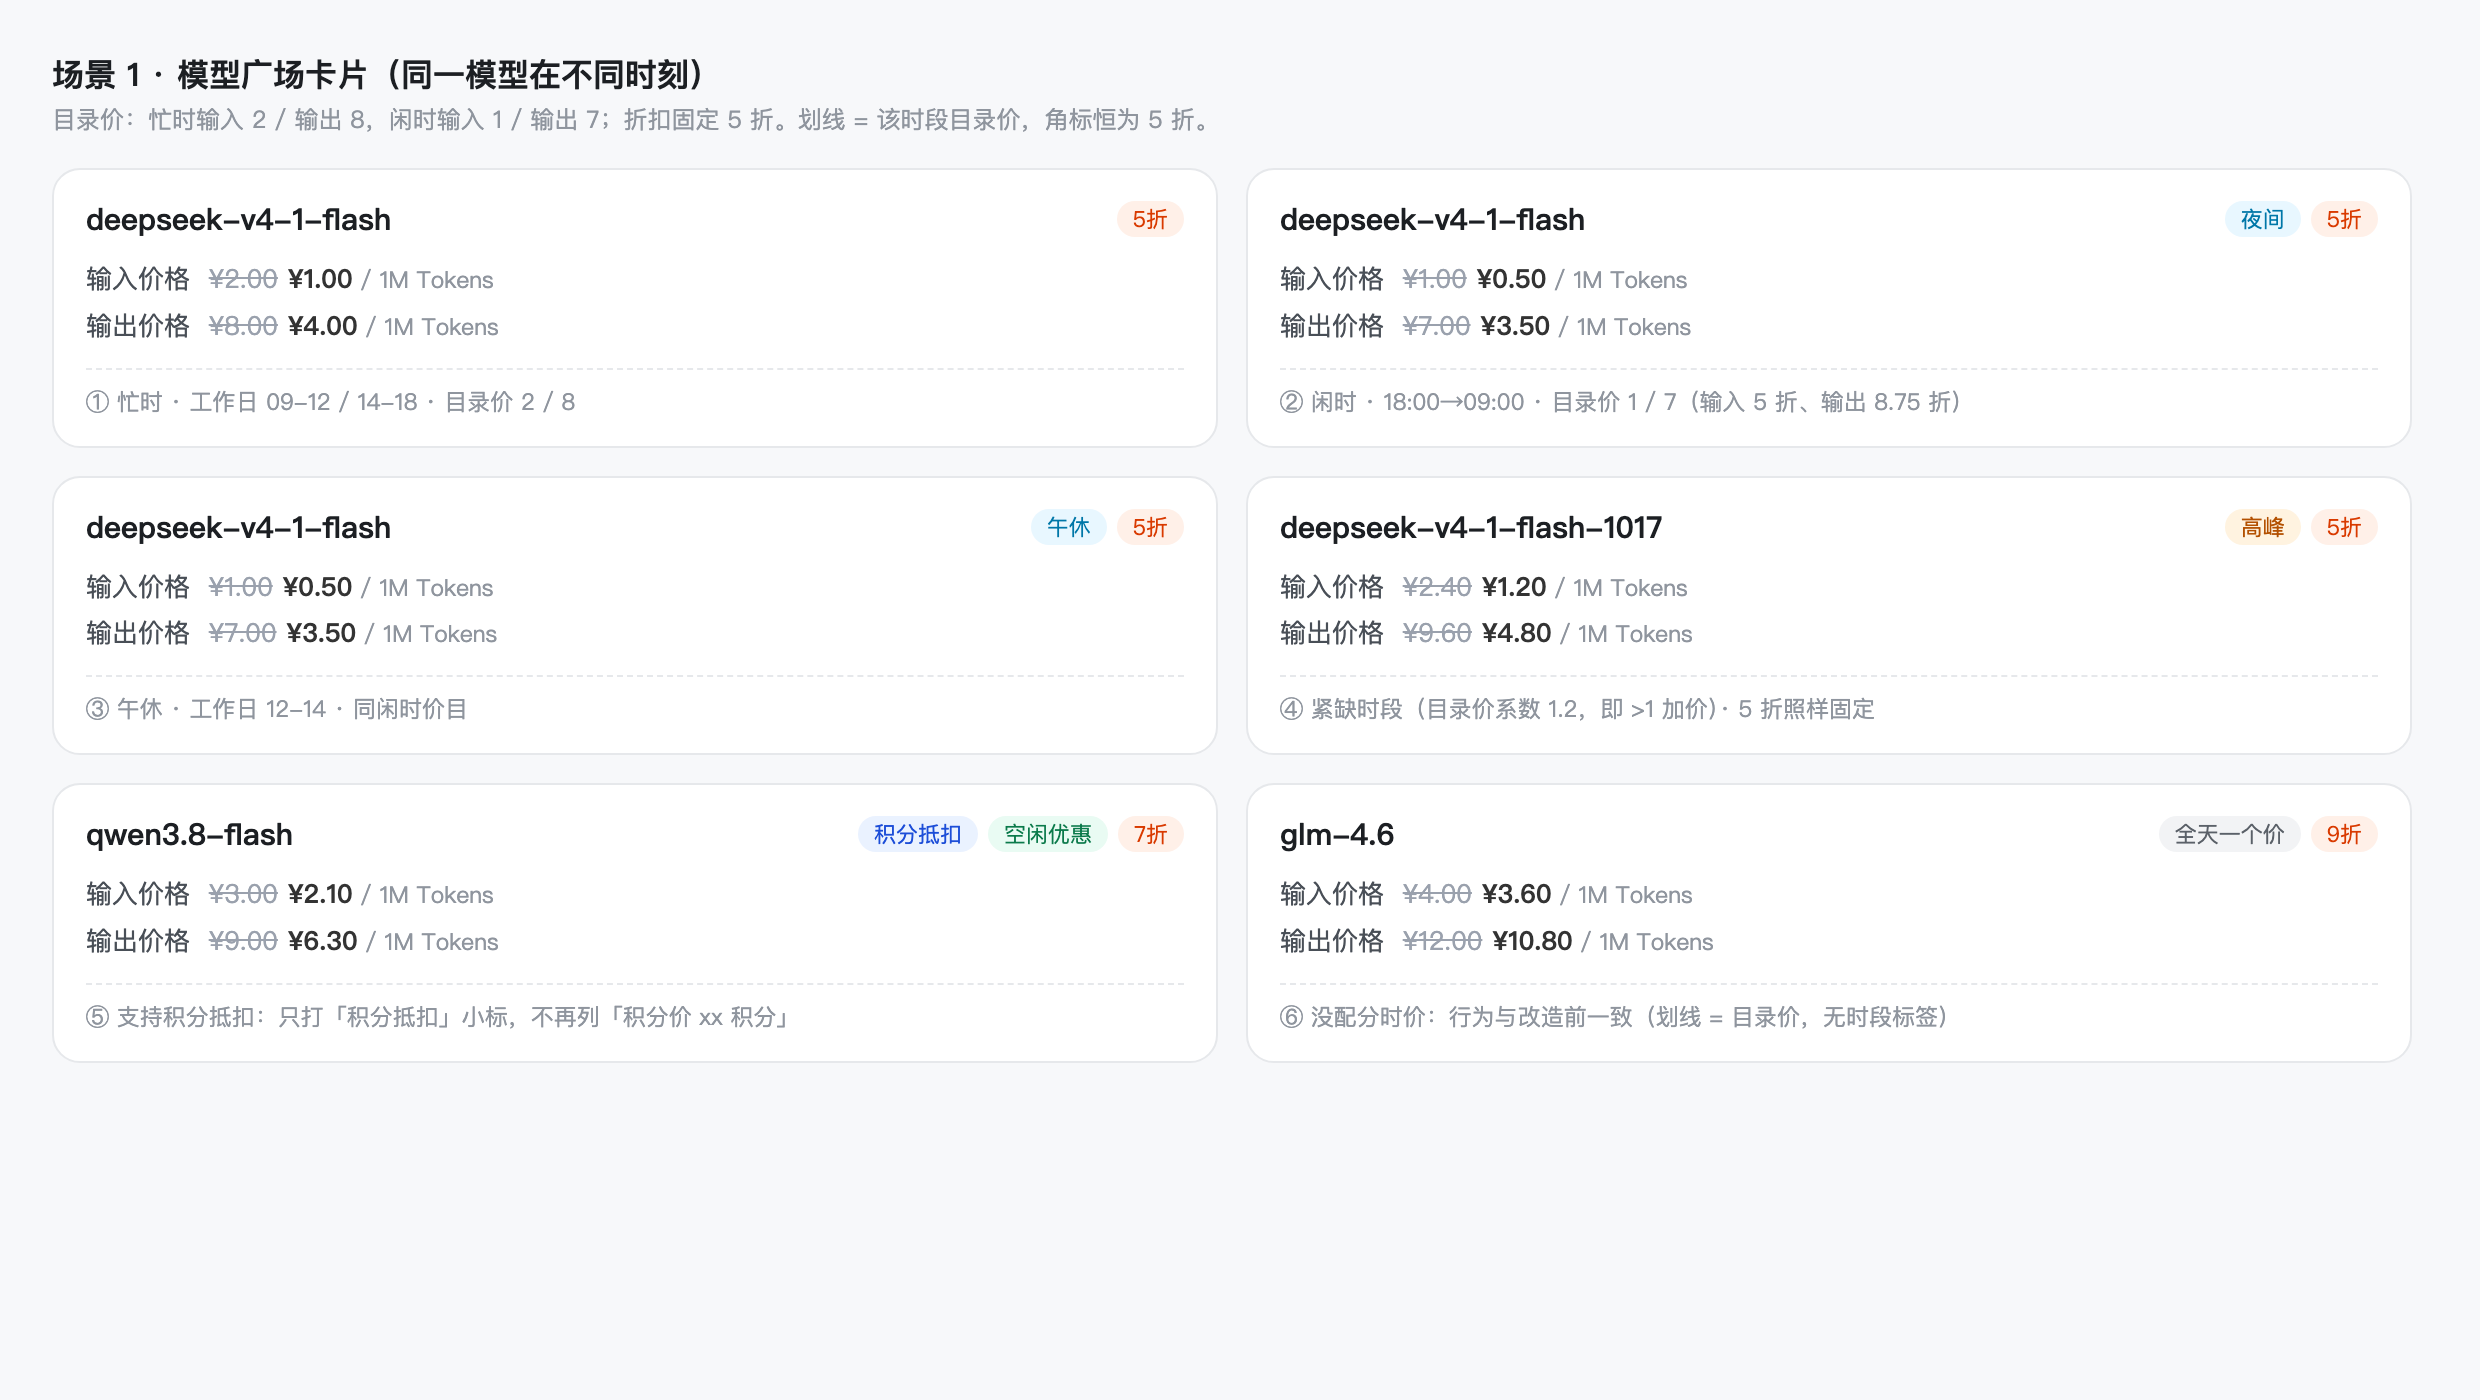 场景 1 · 模型广场卡片（同一模型在不同时刻）
目录价：忙时输入 2 / 输出 8，闲时输入 1 / 输出 7；折扣固定 5 折。划线 = 该时段目录价，角标恒为 5 折。
deepseek-v4-1-flash 5折
输入价格 ¥2.00 ¥1.00 / 1M Tokens
输出价格 ¥8.00 ¥4.00 / 1M Tokens
① 忙时 · 工作日 09–12 / 14–18 · 目录价 2 / 8
deepseek-v4-1-flash 夜间 5折
输入价格 ¥1.00 ¥0.50 / 1M Tokens
输出价格 ¥7.00 ¥3.50 / 1M Tokens
② 闲时 · 18:00→09:00 · 目录价 1 / 7（输入 5 折、输出 8.75 折）
deepseek-v4-1-flash 午休 5折
输入价格 ¥1.00 ¥0.50 / 1M Tokens
输出价格 ¥7.00 ¥3.50 / 1M Tokens
③ 午休 · 工作日 12–14 · 同闲时价目
deepseek-v4-1-flash-1017 高峰 5折
输入价格 ¥2.40 ¥1.20 / 1M Tokens
输出价格 ¥9.60 ¥4.80 / 1M Tokens
④ 紧缺时段（目录价系数 1.2，即 >1 加价）· 5 折照样固定
qwen3.8-flash 积分抵扣 空闲优惠 7折
输入价格 ¥3.00 ¥2.10 / 1M Tokens
输出价格 ¥9.00 ¥6.30 / 1M Tokens
⑤ 支持积分抵扣：只打「积分抵扣」小标，不再列「积分价 xx 积分」
glm-4.6 全天一个价 9折
输入价格 ¥4.00 ¥3.60 / 1M Tokens
输出价格 ¥12.00 ¥10.80 / 1M Tokens
⑥ 没配分时价：行为与改造前一致（划线 = 目录价，无时段标签）